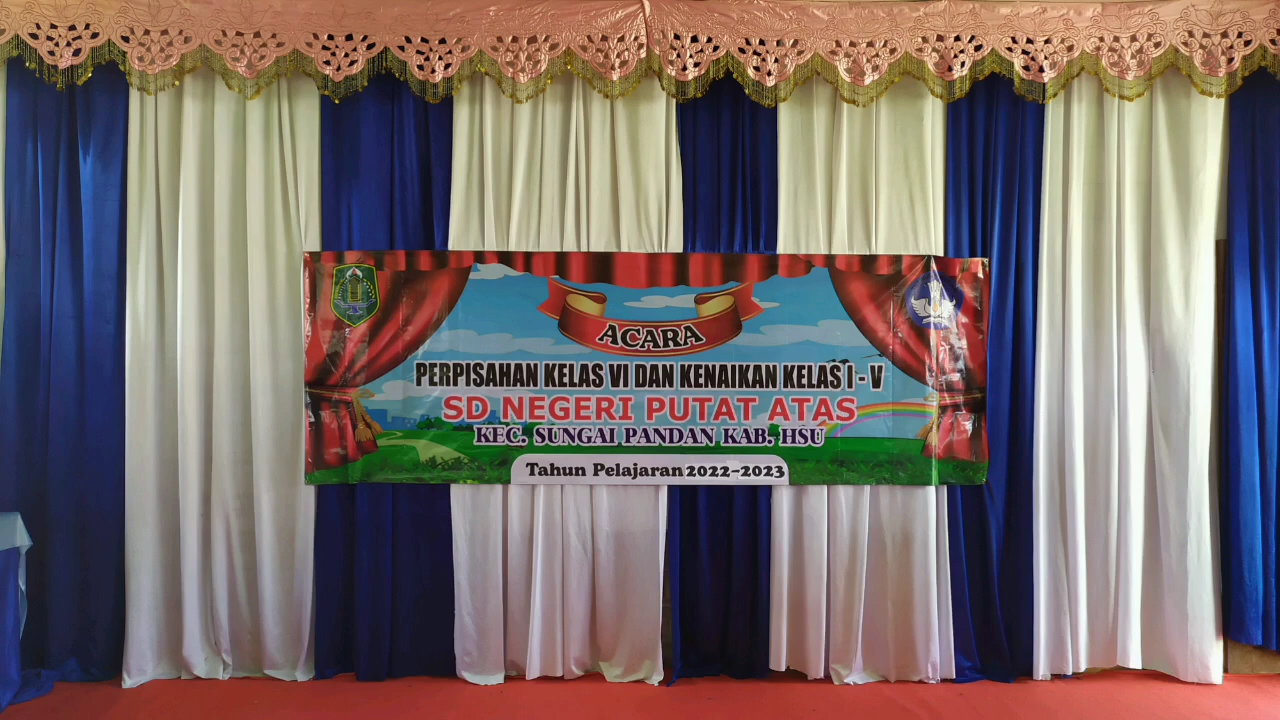 ACARA
PERPISAHAN KELAS VI DAN KENAIKAN KELAS I - V
SD NEGERI PUTAT ATAS
KEC. SUNGAI PANDAN KAB. HSU
Tahun Pelajaran 2022-2023